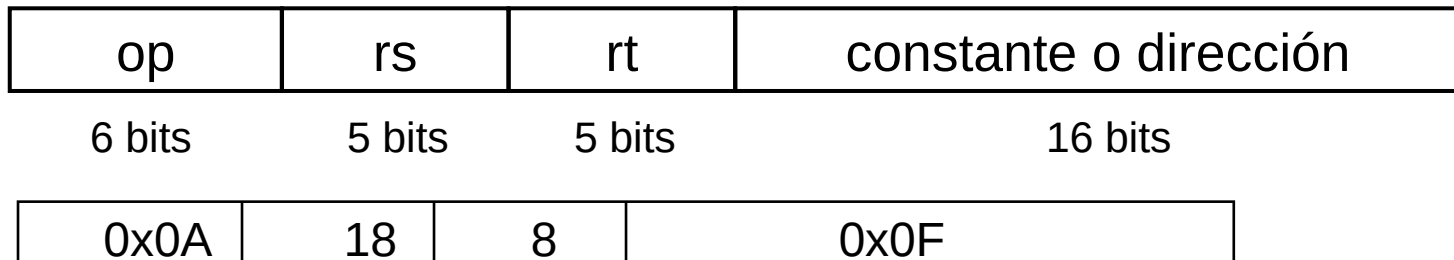 op rs rt constante o dirección
6 bits 5 bits 5 bits 16 bits
0x0A 18 8 0x0F